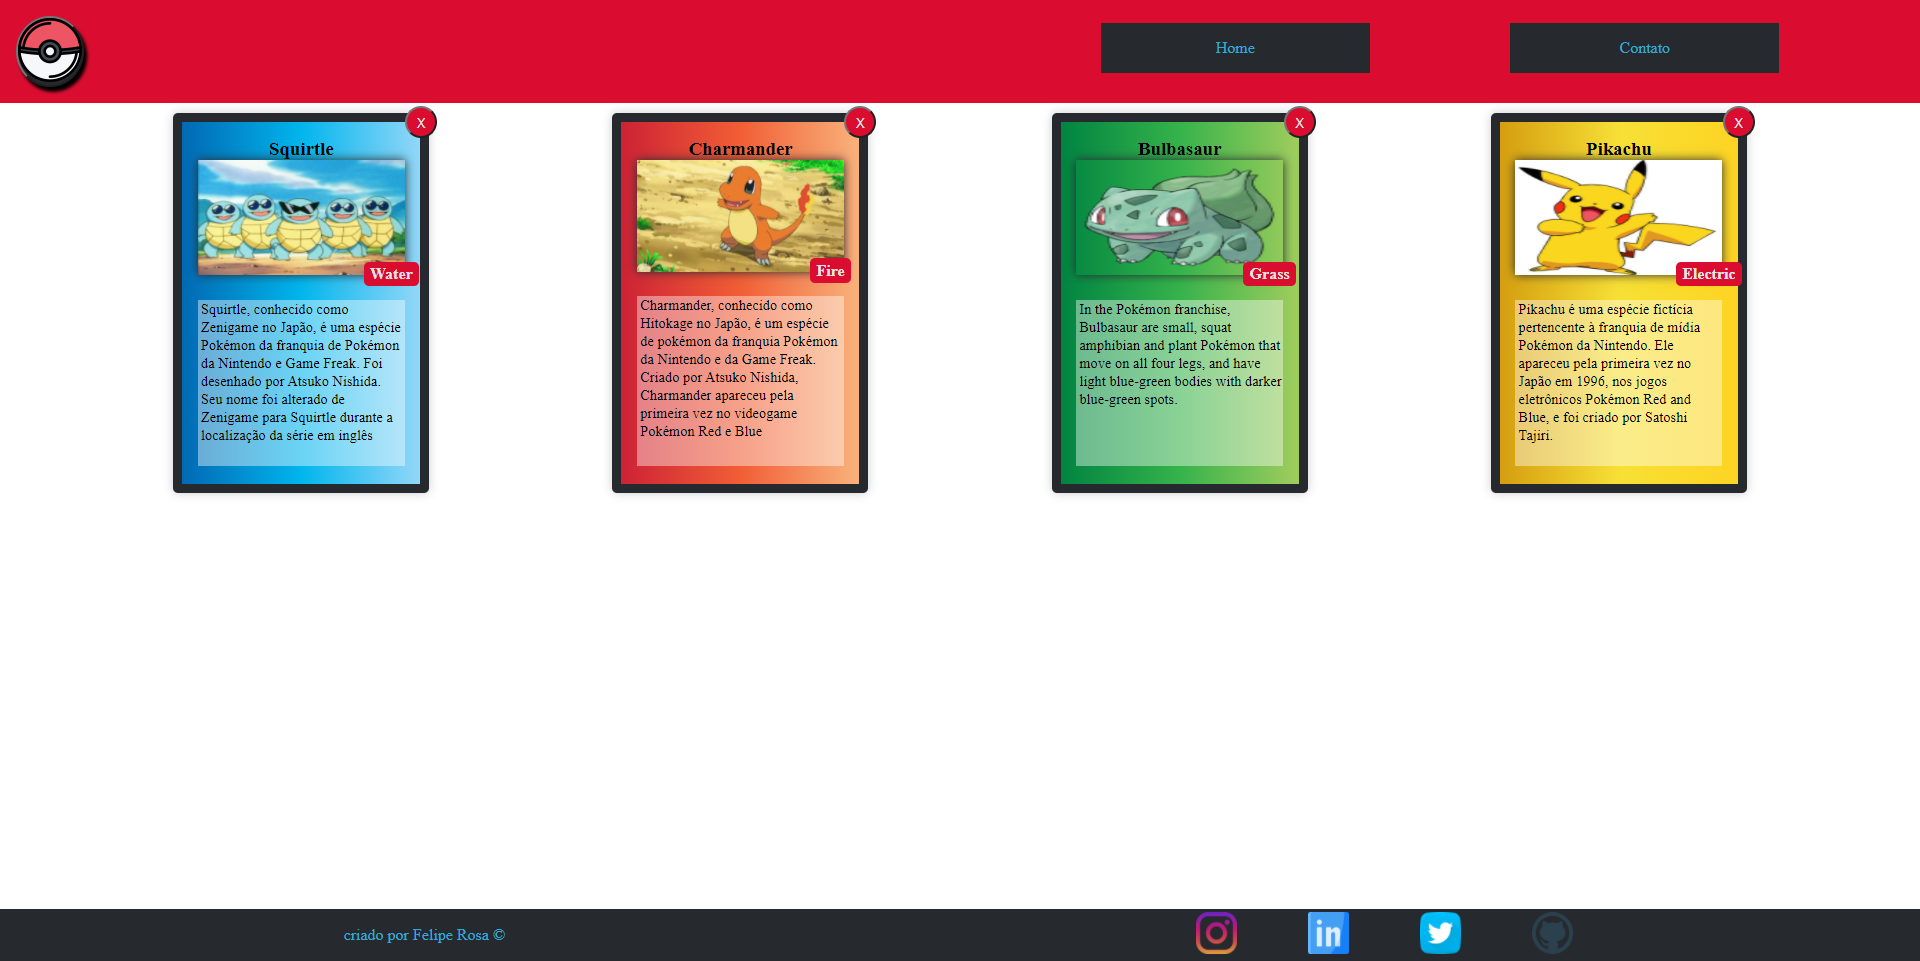 Home
Contato
X
Squirtle
Water
Squirtle, conhecido como
Zenigame no Japão, é uma espécie
Pokémon da franquia de Pokémon
da Nintendo e Game Freak. Foi
desenhado por Atsuko Nishida.
Seu nome foi alterado de
Zenigame para Squirtle durante a
localização da série em inglês
X
Charmander
Fire
Charmander, conhecido como
Hitokage no Japão, é um espécie
de pokémon da franquia Pokémon
da Nintendo e da Game Freak.
Criado por Atsuko Nishida,
Charmander apareceu pela
primeira vez no videogame
Pokémon Red e Blue
X
Bulbasaur
Grass
In the Pokémon franchise,
Bulbasaur are small, squat
amphibian and plant Pokémon that
move on all four legs, and have
light blue-green bodies with darker
blue-green spots.
X
Pikachu
Electric
Pikachu é uma espécie fictícia
pertencente à franquia de mídia
Pokémon da Nintendo. Ele
apareceu pela primeira vez no
Japão em 1996, nos jogos
eletrônicos Pokémon Red and
Blue, e foi criado por Satoshi
Tajiri.
criado por Felipe Rosa ©
in